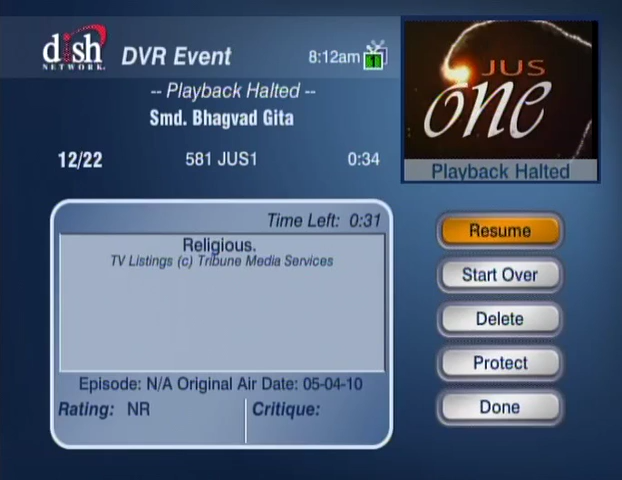 dish
NETWORK.
DVR Event
8:12am
1
-- Playback Halted --
Smd. Bhagvad Gita
12/22 581 JUS1 0:34
JUS
one
Playback Halted
Time Left: 0:31
Religious.
TV Listings (c) Tribune Media Services
Episode: N/A Original Air Date: 05-04-10
Rating: NR Critique:
Resume
Start Over
Delete
Protect
Done